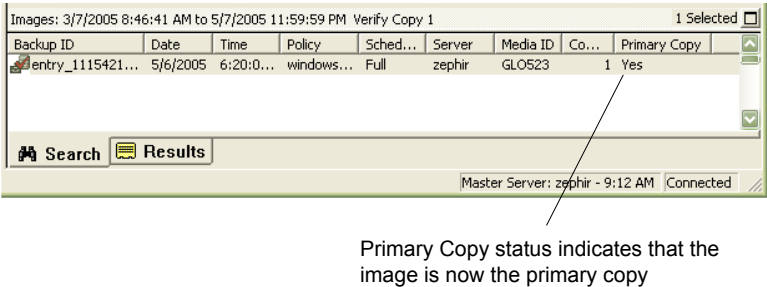 Images: 3/7/2005 8:46:41 AM to 5/7/2005 11:59:59 PM Verify Copy 1 1 Selected
Backup ID Date Time Policy Sched... Server Media ID Co... Primary Copy
entry_1115421... 5/6/2005 6:20:0... windows... Full zephir GLO523 1 Yes
Search Results
Master Server: zephir - 9:12 AM Connected
Primary Copy status indicates that the
image is now the primary copy